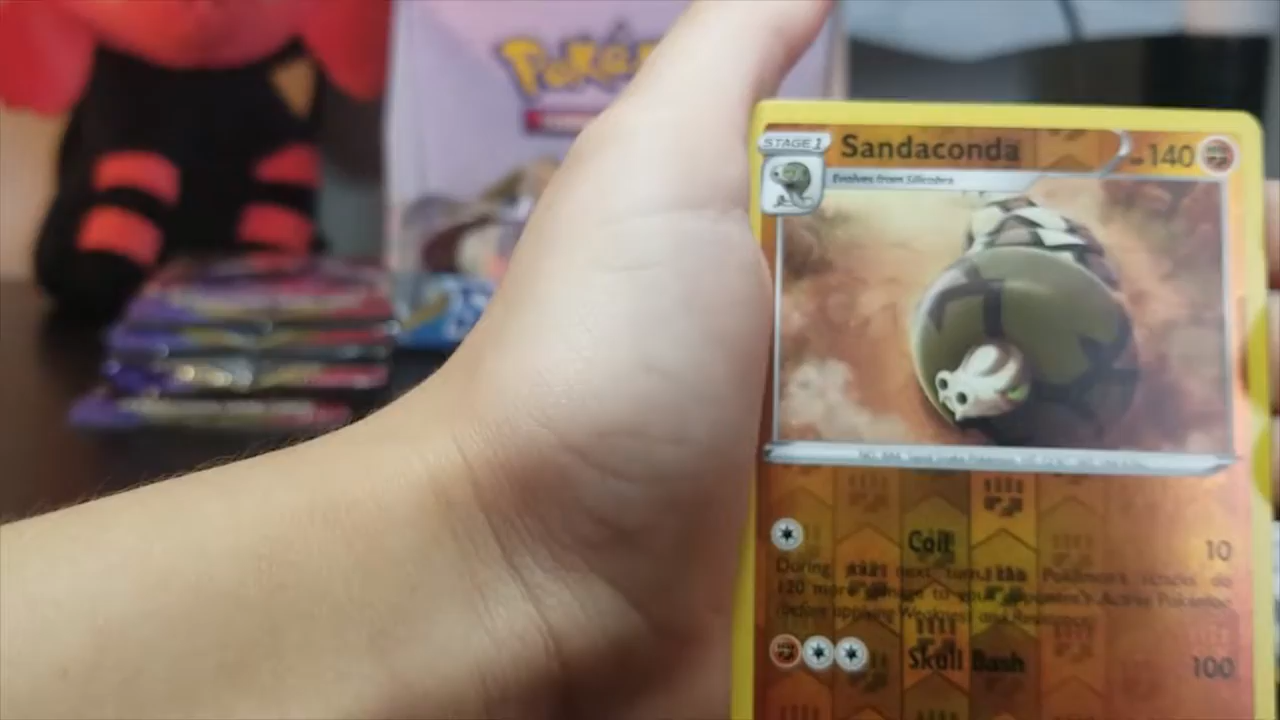 Poké
STAGE 1
Sandaconda
140
Evolves from Silicobra
Coil
10
During your next turn, this Pokémon's attacks do
120 more damage to your opponent's Active Pokémon
(before applying Weakness and Resistance).
Skull Bash
100